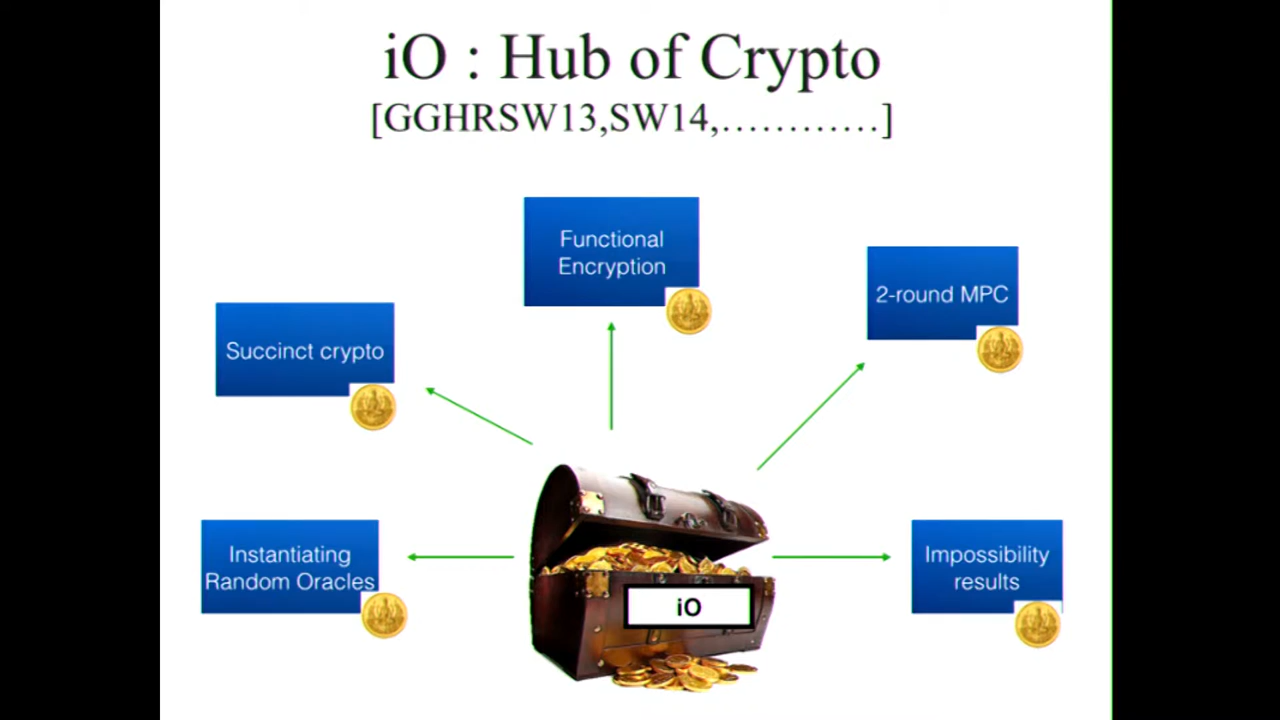 iO : Hub of Crypto
[GGHRSW13,SW14,…………]
Functional
Encryption
2-round MPC
Succinct crypto
Instantiating
Random Oracles
Impossibility
results
iO